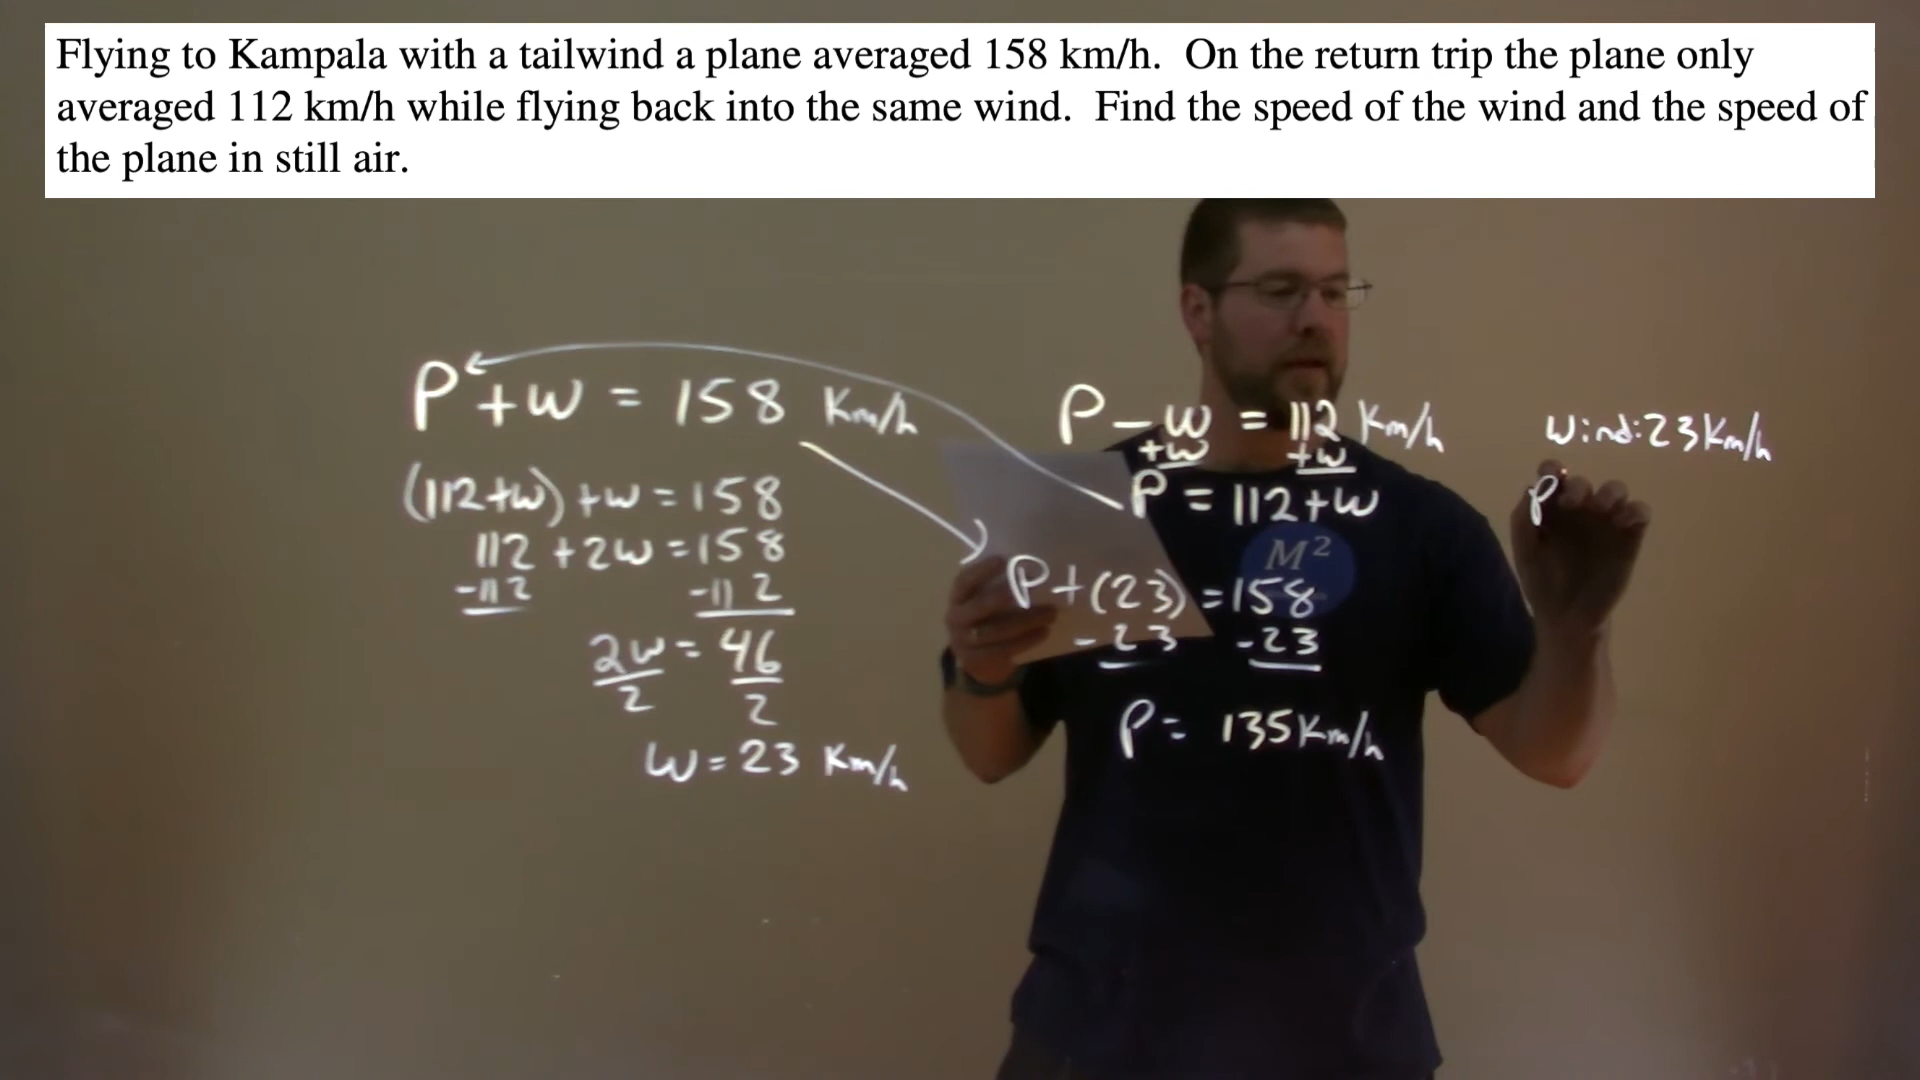 Flying to Kampala with a tailwind a plane averaged 158 km/h. On the return trip the plane only
averaged 112 km/h while flying back into the same wind. Find the speed of the wind and the speed of
the plane in still air.
P+w = 158 Km/h
(112+w)+w=158
112+2w=158
-112 -112
2w = 46
2 2
w=23 Km/h
P-w = 112 Km/h
+w +w
P = 112+w
M²
P+(23)=158
-23 -23
P= 135Km/h
Wind:23Km/h
P